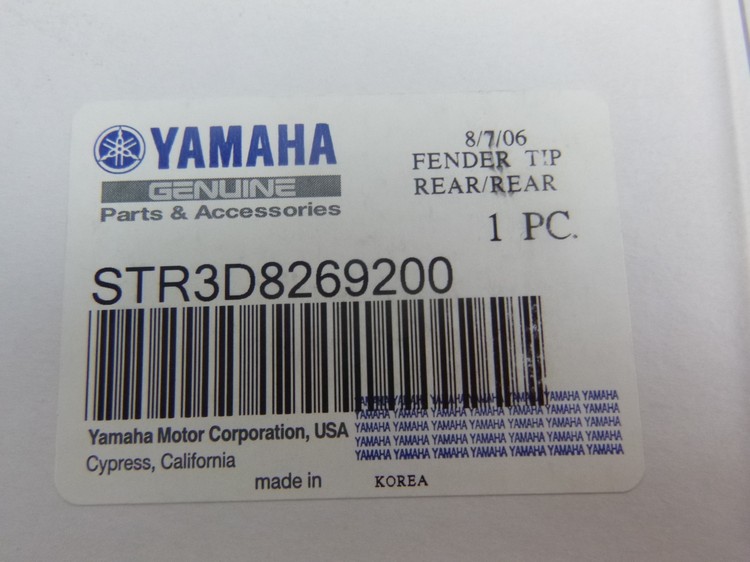 YAMAHA
GENUINE
Parts & Accessories
8/7/06
FENDER TIP
REAR/REAR
1 PC.
STR3D8269200
YAMAHA YAMAHA YAMAHA YAMAHA YAMAHA YAMAHA YAMAHA
YAMAHA YAMAHA YAMAHA YAMAHA YAMAHA YAMAHA YAMAHA
YAMAHA YAMAHA YAMAHA YAMAHA YAMAHA YAMAHA YAMAHA
YAMAHA YAMAHA YAMAHA YAMAHA YAMAHA YAMAHA YAMAHA
YAMAHA YAMAHA YAMAHA YAMAHA YAMAHA YAMAHA YAMAHA
Yamaha Motor Corporation, USA
Cypress, California
made in KOREA